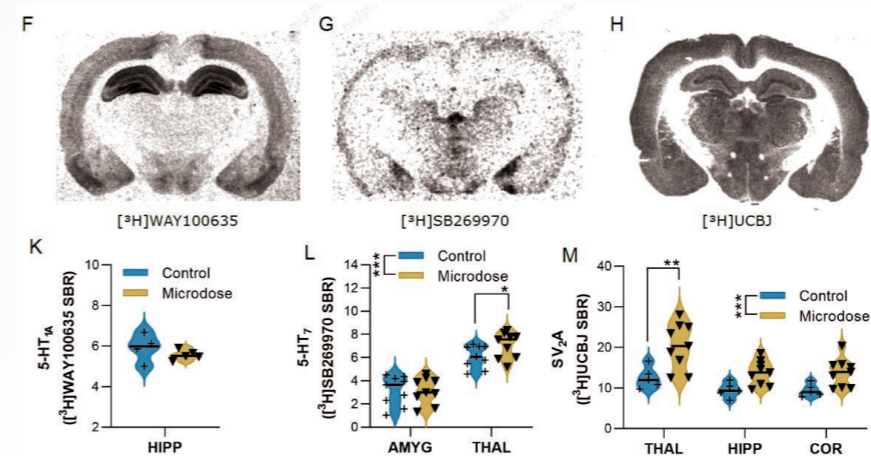 F
G
H
[³H]WAY100635
[³H]SB269970
[³H]UCBJ
K
5-HT1A
([³H]WAY100635 SBR)
10
8
6
4
2
Control
Microdose
HIPP
L
5-HT7
([³H]SB269970 SBR)
14
12
10
8
6
4
2
0
***
Control
Microdose
*
AMYG
THAL
M
SV2A
([³H]UCBJ SBR)
40
30
20
10
0
**
***
Control
Microdose
THAL
HIPP
COR